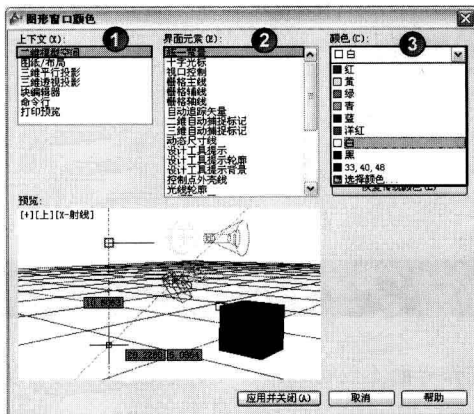 图形窗口颜色
上下文(X):
1
二维模型空间
图纸/布局
三维平行投影
三维透视投影
块编辑器
命令行
打印预览
界面元素(E):
2
统一背景
十字光标
视口控制
栅格主线
栅格辅线
栅格轴线
自动追踪矢量
二维自动捕捉标记
三维自动捕捉标记
动态尺寸线
设计工具提示
设计工具提示轮廓
设计工具提示背景
控制点外壳线
光线轮廓
颜色(C):
3
白
红
黄
绿
青
蓝
洋红
白
黑
33, 40, 48
选择颜色...
恢复传统颜色(L)
预览:
[+][上][X-射线]
10.6063
28.2280
5.0884
应用并关闭(A)
取消
帮助